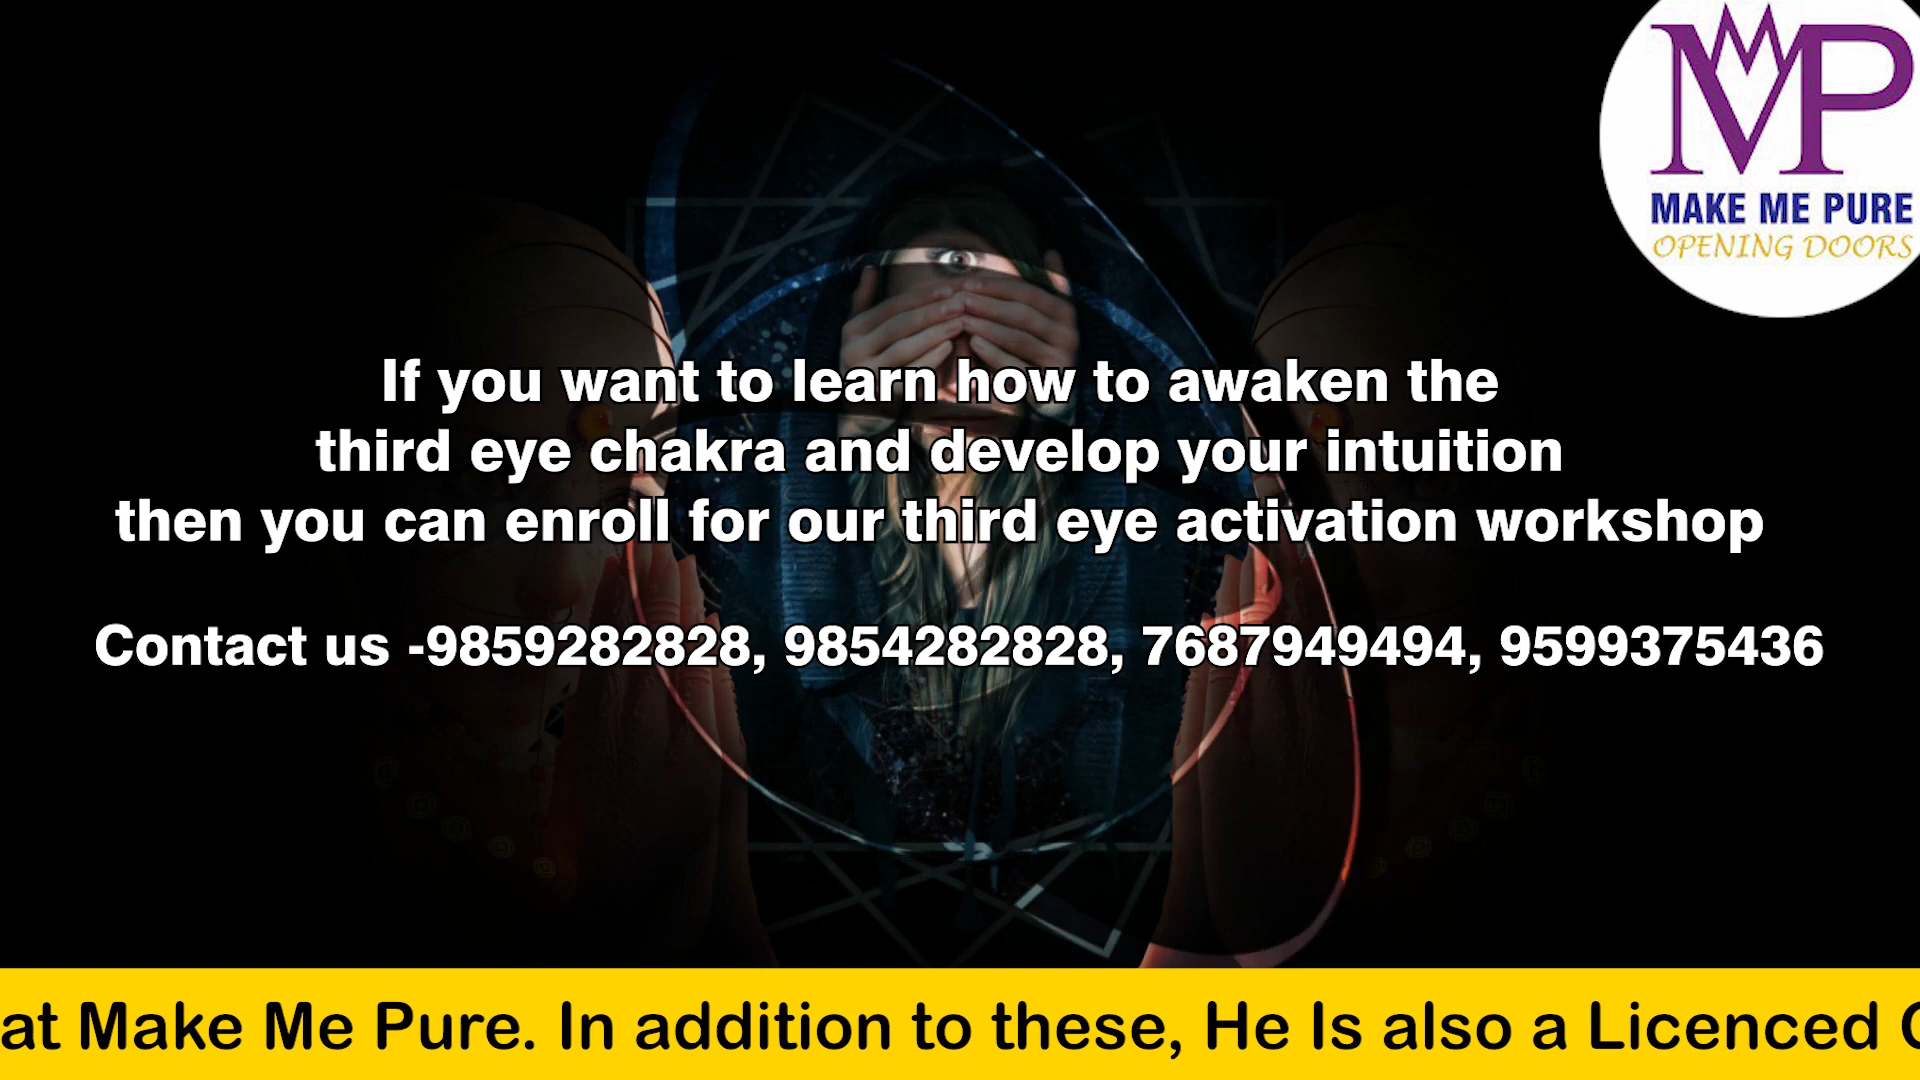 MP
MAKE ME PURE
OPENING DOORS
If you want to learn how to awaken the
third eye chakra and develop your intuition
then you can enroll for our third eye activation workshop
Contact us -9859282828, 9854282828, 7687949494, 9599375436
at Make Me Pure. In addition to these, He Is also a Licenced